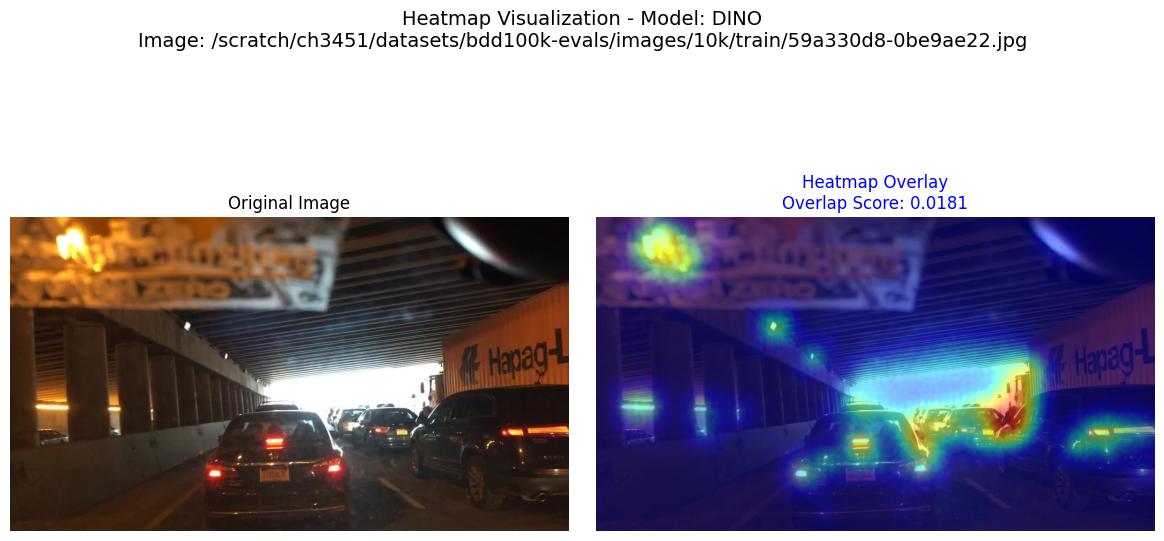 Heatmap Visualization - Model: DINO
Image: /scratch/ch3451/datasets/bdd100k-evals/images/10k/train/59a330d8-0be9ae22.jpg
Original Image
Heatmap Overlay
Overlap Score: 0.0181
Hapag-L
Hapag-L